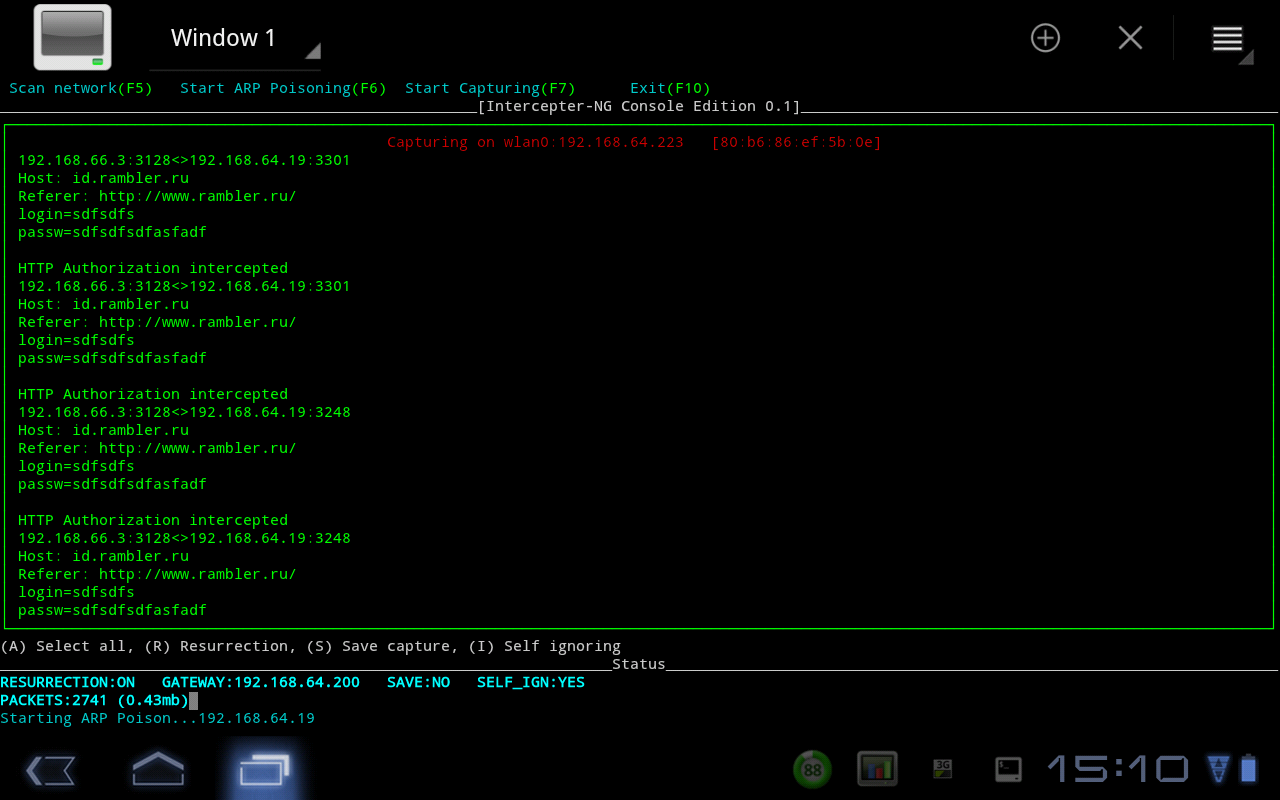 Window 1
Scan network(F5)   Start ARP Poisoning(F6)  Start Capturing(F7)      Exit(F10)
[Intercepter-NG Console Edition 0.1]
Capturing on wlan0:192.168.64.223   [80:b6:86:ef:5b:0e]
192.168.66.3:3128<>192.168.64.19:3301
Host: id.rambler.ru
Referer: http://www.rambler.ru/
login=sdfsdfs
passw=sdfsdfsdfasfadf
HTTP Authorization intercepted
192.168.66.3:3128<>192.168.64.19:3301
Host: id.rambler.ru
Referer: http://www.rambler.ru/
login=sdfsdfs
passw=sdfsdfsdfasfadf
HTTP Authorization intercepted
192.168.66.3:3128<>192.168.64.19:3248
Host: id.rambler.ru
Referer: http://www.rambler.ru/
login=sdfsdfs
passw=sdfsdfsdfasfadf
HTTP Authorization intercepted
192.168.66.3:3128<>192.168.64.19:3248
Host: id.rambler.ru
Referer: http://www.rambler.ru/
login=sdfsdfs
passw=sdfsdfsdfasfadf
(A) Select all, (R) Resurrection, (S) Save capture, (I) Self ignoring
Status
RESURRECTION:ON   GATEWAY:192.168.64.200   SAVE:NO   SELF_IGN:YES
PACKETS:2741 (0.43mb)
Starting ARP Poison...192.168.64.19
88 3G 15:10